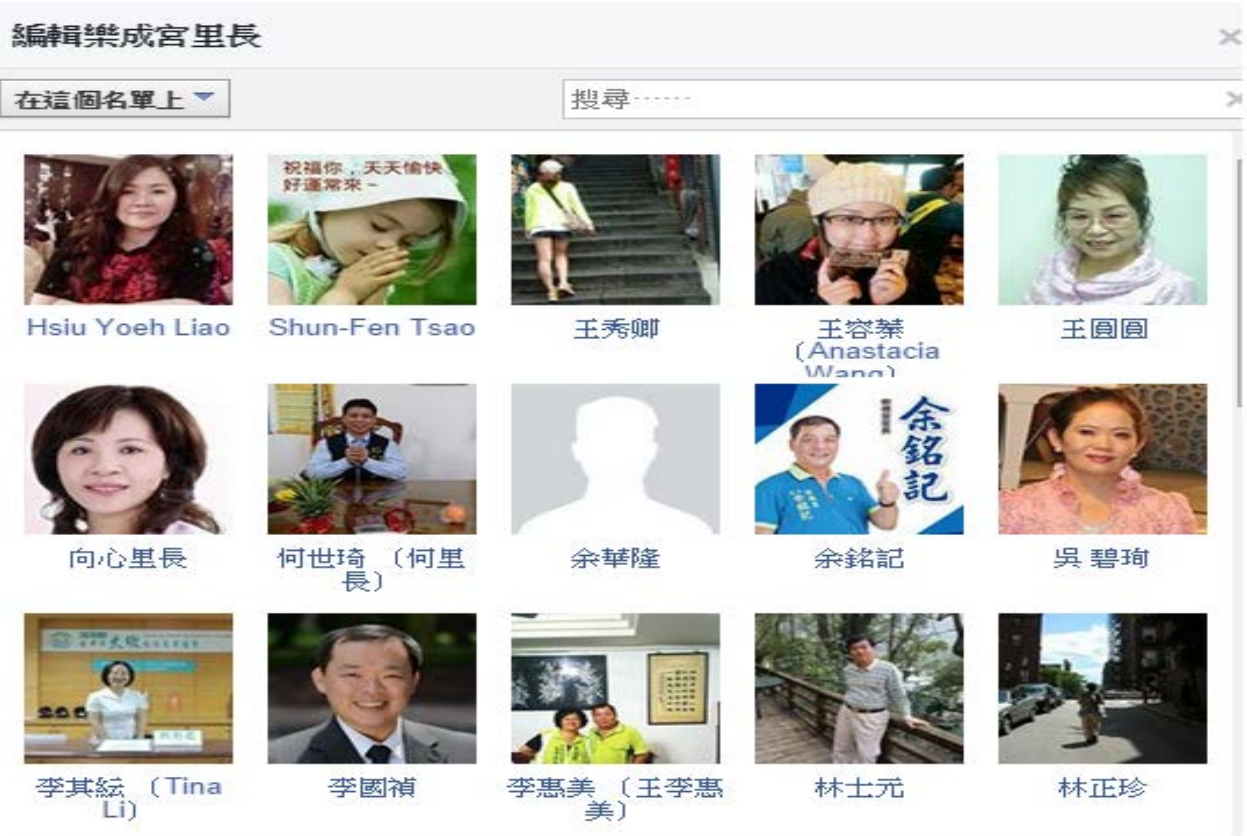 編輯樂成宮里長
在這個名單上
搜尋……
祝福你，天天愉快
好運常來~
Hsiu Yoeh Liao
Shun-Fen Tsao
王秀卿
王容榮
(Anastacia
Wang)
王圓圓
余銘記
向心里長
何世琦 (何里
長)
余華隆
余銘記
吳 碧珣
李其紜 (Tina
Li)
李國禎
李惠美 (王李惠
美)
林士元
林正珍